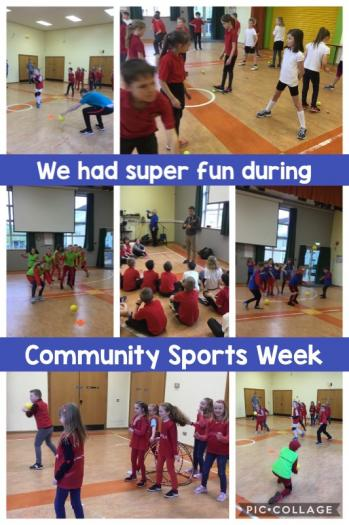 We had super fun during
Community Sports Week
PIC•COLLAGE